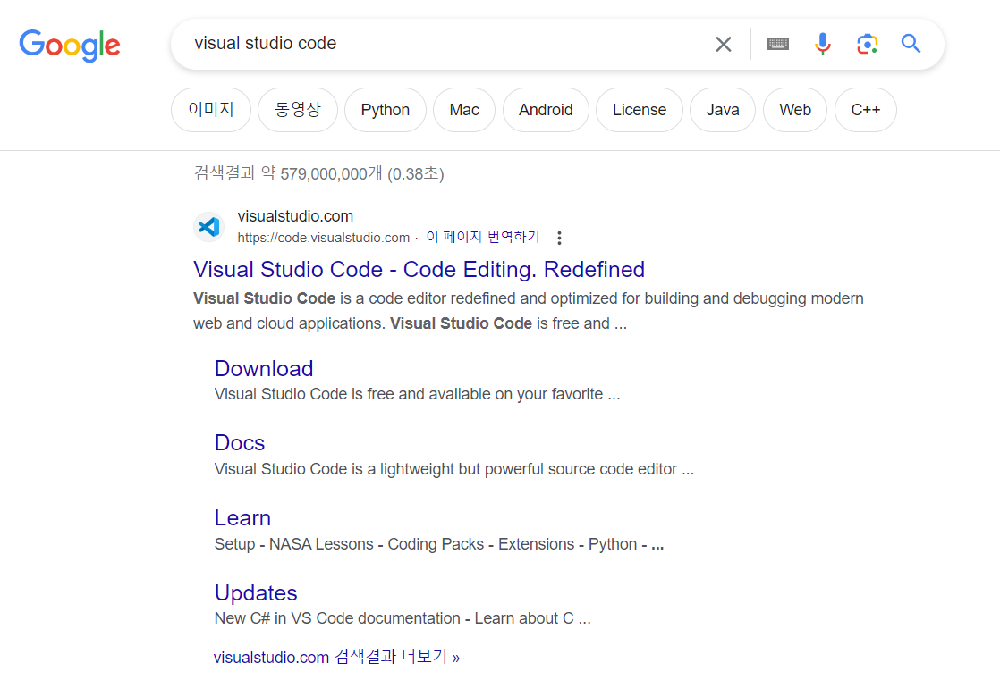 Google
visual studio code
이미지 동영상 Python Mac Android License Java Web C++
검색결과 약 579,000,000개 (0.38초)
visualstudio.com
https://code.visualstudio.com · 이 페이지 번역하기
Visual Studio Code - Code Editing. Redefined
Visual Studio Code is a code editor redefined and optimized for building and debugging modern
web and cloud applications. Visual Studio Code is free and ...
Download
Visual Studio Code is free and available on your favorite ...
Docs
Visual Studio Code is a lightweight but powerful source code editor ...
Learn
Setup - NASA Lessons - Coding Packs - Extensions - Python - ...
Updates
New C# in VS Code documentation - Learn about C ...
visualstudio.com 검색결과 더보기 »